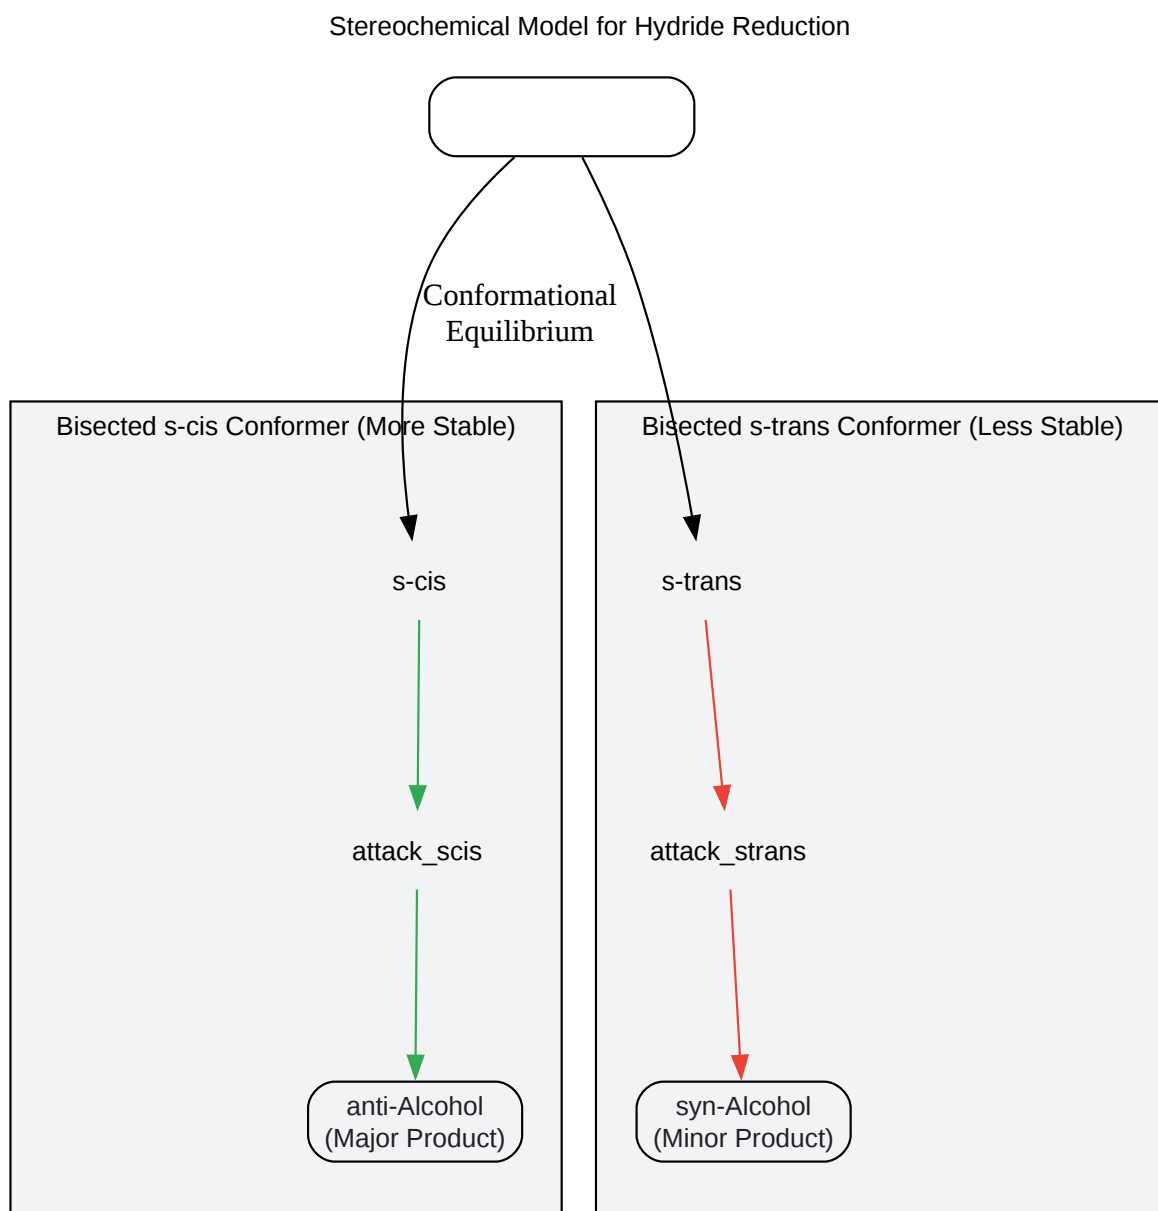 Stereochemical Model for Hydride Reduction
Conformational
Equilibrium
Bisected s-cis Conformer (More Stable)
Bisected s-trans Conformer (Less Stable)
s-cis
s-trans
attack_scis
attack_strans
anti-Alcohol
(Major Product)
syn-Alcohol
(Minor Product)